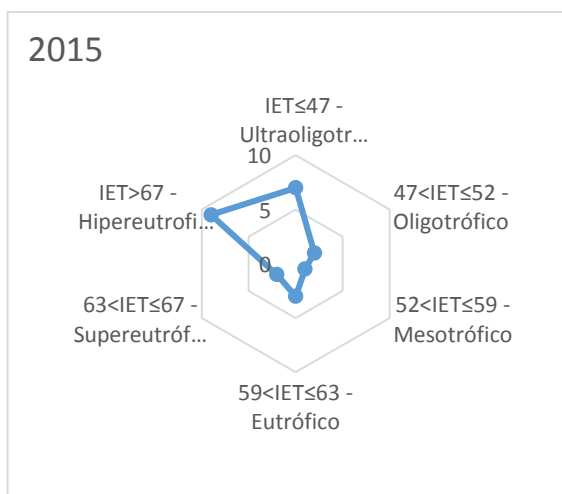 2015
IET≤47 -
Ultraoligotr...
10
47<IET≤52 -
Oligotrófico
IET>67 -
Hipereutrofi...
5
0
63<IET≤67 -
Supereutróf...
52<IET≤59 -
Mesotrófico
59<IET≤63 -
Eutrófico